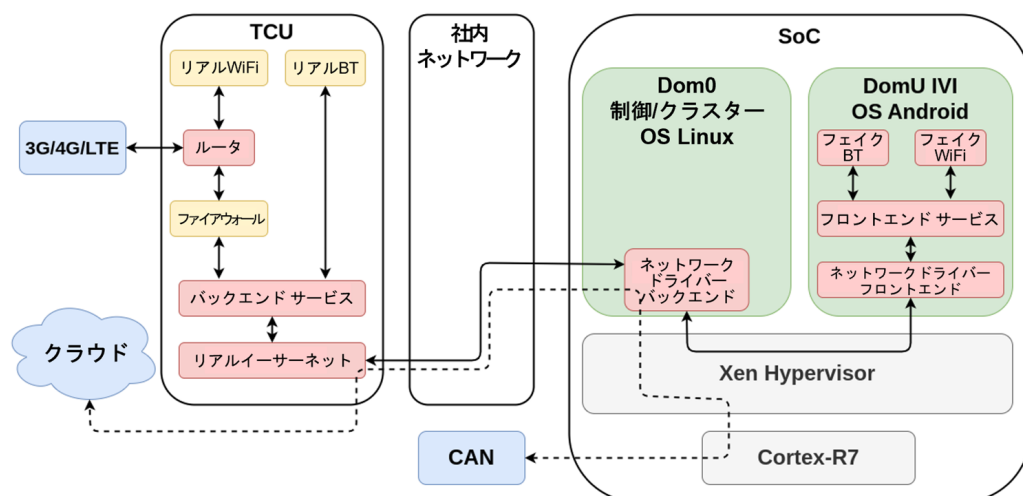 TCU
リアルWiFi
リアルBT
3G/4G/LTE
ルータ
ファイアウォール
バックエンド サービス
リアルイーサーネット
クラウド
社内
ネットワーク
CAN
SoC
Dom0
制御/クラスター
OS Linux
ネットワーク
ドライバー
バックエンド
DomU IVI
OS Android
フェイク
BT
フェイク
WiFi
フロントエンド サービス
ネットワークドライバー
フロントエンド
Xen Hypervisor
Cortex-R7